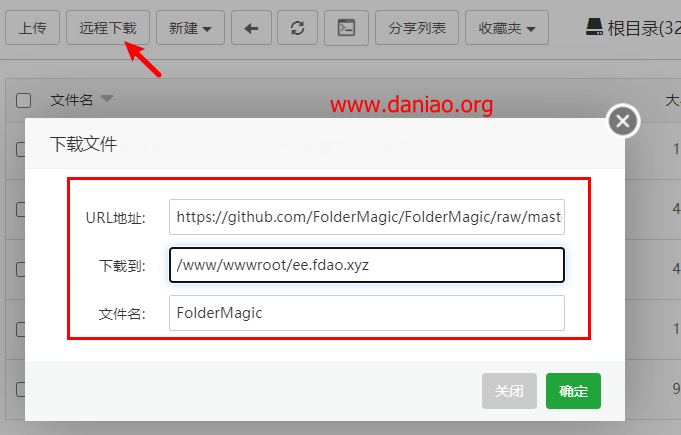 上传 远程下载 新建 分享列表 收藏夹 根目录(32
文件名 大
www.daniao.org
下载文件
1
URL地址: https://github.com/FolderMagic/FolderMagic/raw/mast
4
下载到: /www/wwwroot/ee.fdao.xyz
4
文件名: FolderMagic
1
关闭 确定
9